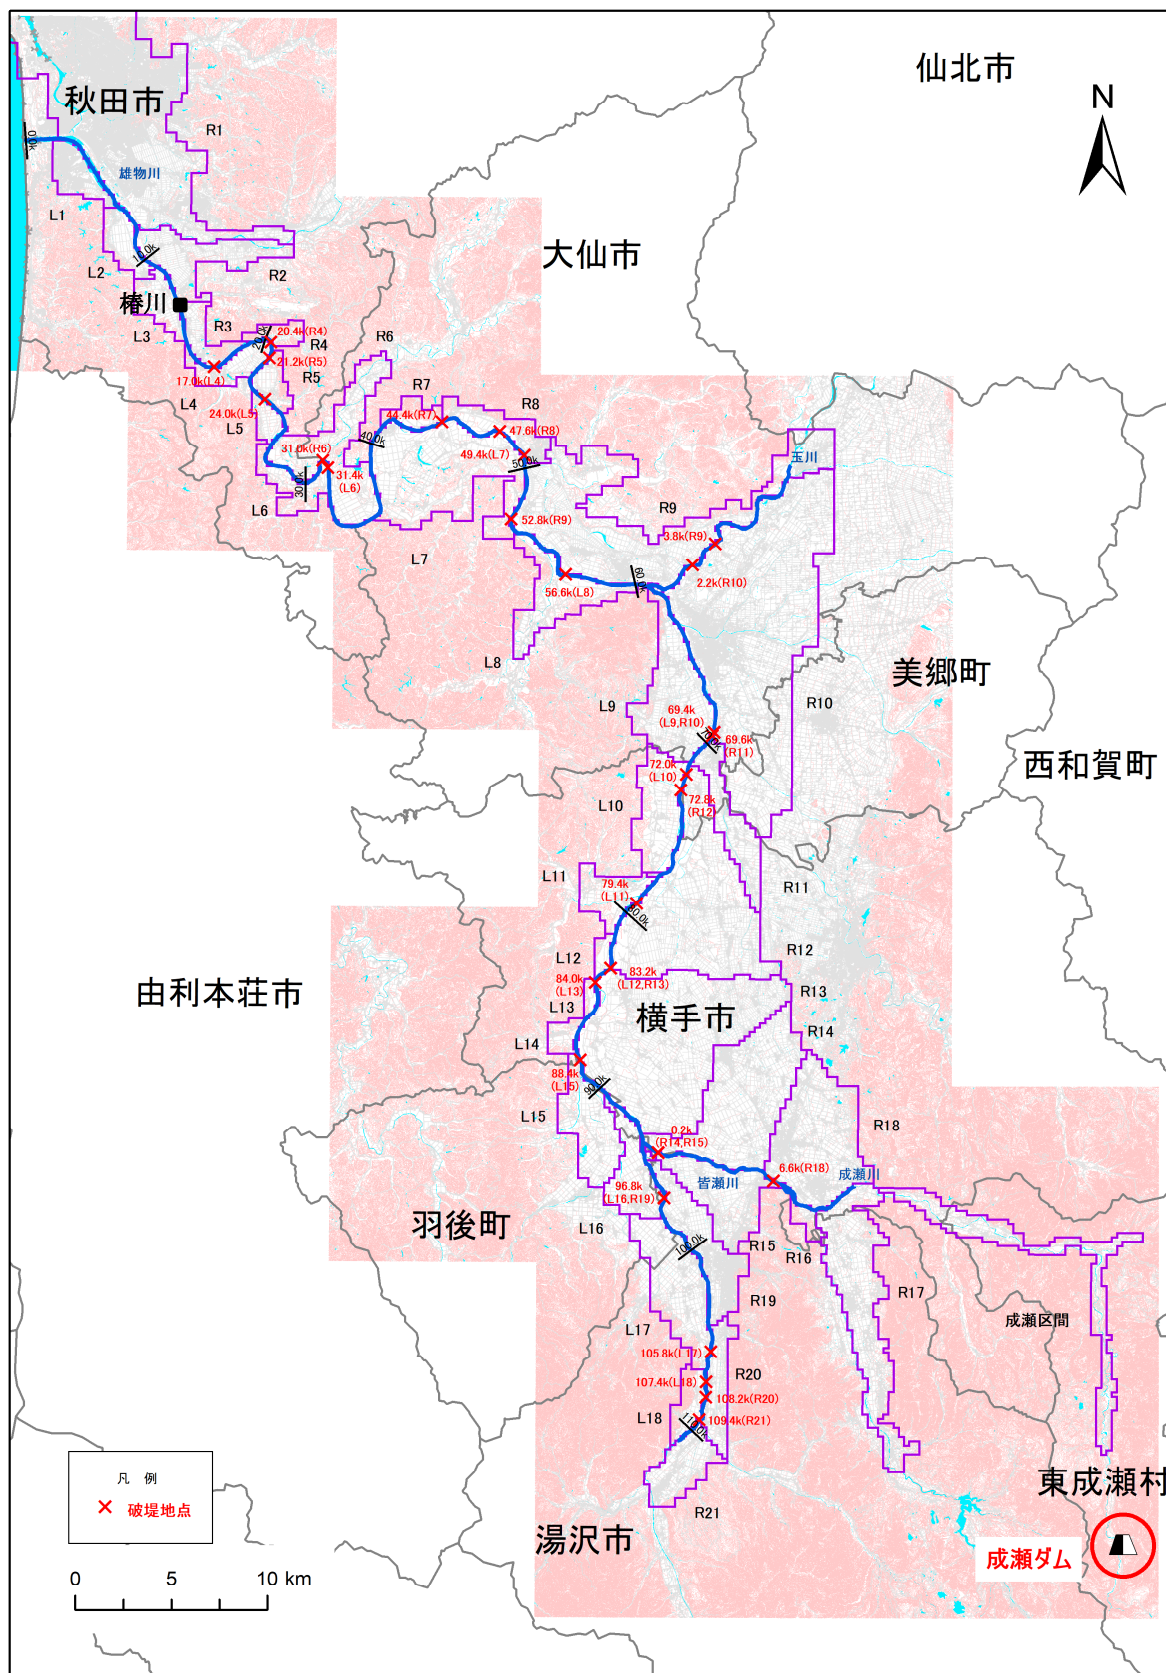 仙北市
N
秋田市
R1
0.0k
雄物川
L1
10.0k
大仙市
L2
R2
椿川
L3
R3
20.0k
20.4k(R4)
R4
R6
21.2k(R5)
17.0k(L4)
R5
R7
L4
24.0k(L5)
44.4k(R7)
R8
L5
40.0k
47.6k(R8)
31.0k(R6)
49.4k(L7)
50.0k
玉川
31.4k
(L6)
30.0k
L6
52.8k(R9)
R9
3.8k(R9)
L7
60.0k
2.2k(R10)
56.6k(L8)
L8
美郷町
R10
L9
69.4k
(L9,R10)
70.0k
69.6k
(R11)
西和賀町
72.0k
(L10)
72.8k
(R12)
L10
L11
79.4k
(L11)
80.0k
R11
R12
L12
83.2k
(L12,R13)
84.0k
(L13)
R13
由利本荘市
L13
横手市
R14
L14
88.4k
(L15)
90.0k
L15
R18
0.2k
(R14,R15)
皆瀬川
6.6k(R18)
成瀬川
96.8k
(L16,R19)
羽後町
L16
100.0k
R15
R16
R17
R19
成瀬区間
L17
105.8k(L17)
R20
107.4k(L18)
108.2k(R20)
L18
109.4k(R21)
110.0k
凡 例
破堤地点
R21
東成瀬村
湯沢市
成瀬ダム
0 5 10 km